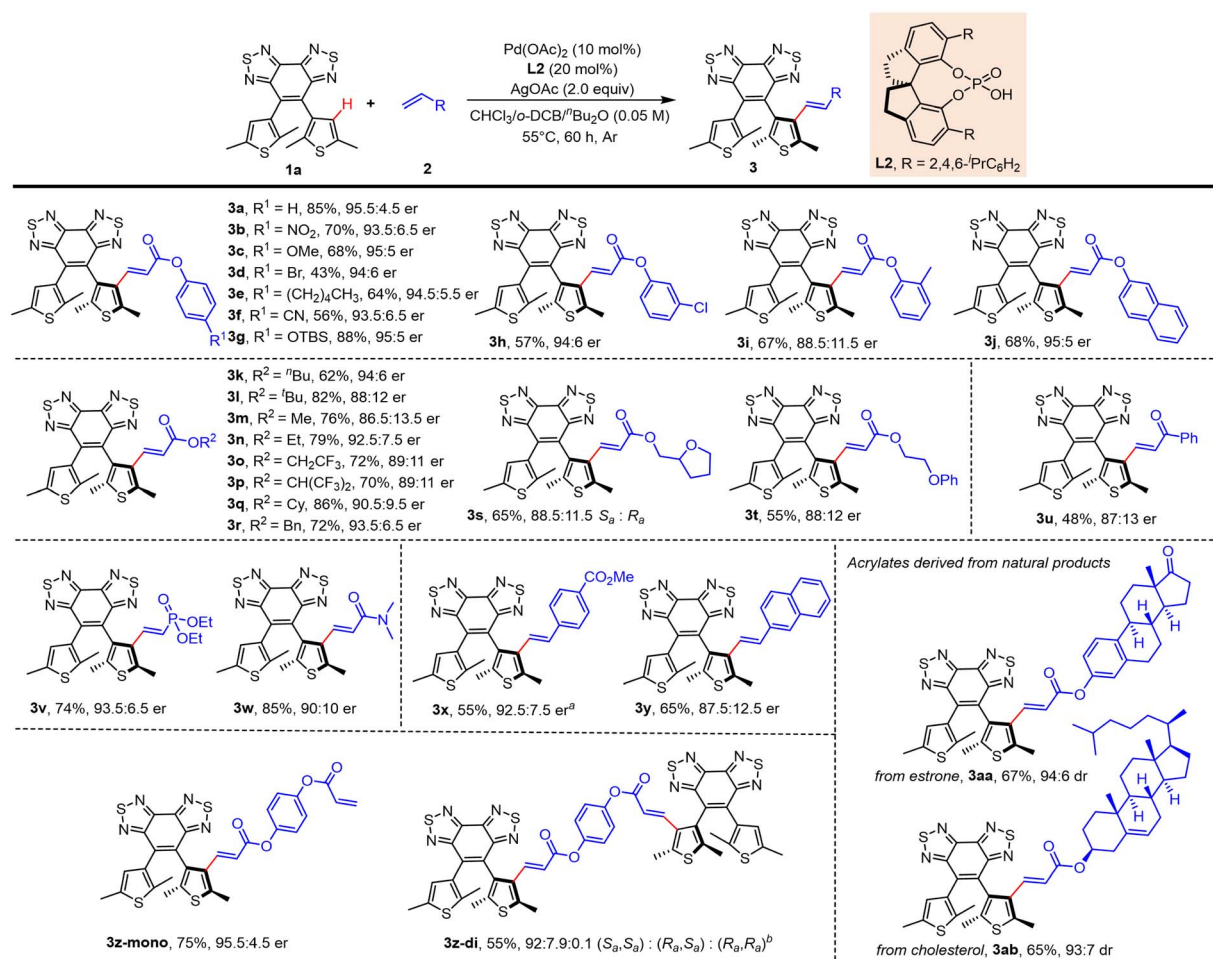 Pd(OAc)2 (10 mol%)
L2 (20 mol%)
AgOAc (2.0 equiv)
CHCl3/o-DCB/nBu2O (0.05 M)
55°C, 60 h, Ar
H
+
R
1a
2
3
R
O
O
P
O
OH
R
L2, R = 2,4,6-iPrC6H2
3a, R1 = H, 85%, 95.5:4.5 er
3b, R1 = NO2, 70%, 93.5:6.5 er
3c, R1 = OMe, 68%, 95:5 er
3d, R1 = Br, 43%, 94:6 er
3e, R1 = (CH2)4CH3, 64%, 94.5:5.5 er
3f, R1 = CN, 56%, 93.5:6.5 er
3g, R1 = OTBS, 88%, 95:5 er
R1
Cl
3h, 57%, 94:6 er
3i, 67%, 88.5:11.5 er
3j, 68%, 95:5 er
3k, R2 = nBu, 62%, 94:6 er
3l, R2 = tBu, 82%, 88:12 er
3m, R2 = Me, 76%, 86.5:13.5 er
3n, R2 = Et, 79%, 92.5:7.5 er
3o, R2 = CH2CF3, 72%, 89:11 er
3p, R2 = CH(CF3)2, 70%, 89:11 er
3q, R2 = Cy, 86%, 90.5:9.5 er
3r, R2 = Bn, 72%, 93.5:6.5 er
OR2
3s, 65%, 88.5:11.5 Sa : Ra
OPh
3t, 55%, 88:12 er
Ph
3u, 48%, 87:13 er
OEt
OEt
3v, 74%, 93.5:6.5 er
3w, 85%, 90:10 er
CO2Me
3x, 55%, 92.5:7.5 era
3y, 65%, 87.5:12.5 er
Acrylates derived from natural products
from estrone, 3aa, 67%, 94:6 dr
3z-mono, 75%, 95.5:4.5 er
3z-di, 55%, 92:7.9:0.1 (Sa,Sa) : (Ra,Sa) : (Ra,Ra)b
from cholesterol, 3ab, 65%, 93:7 dr